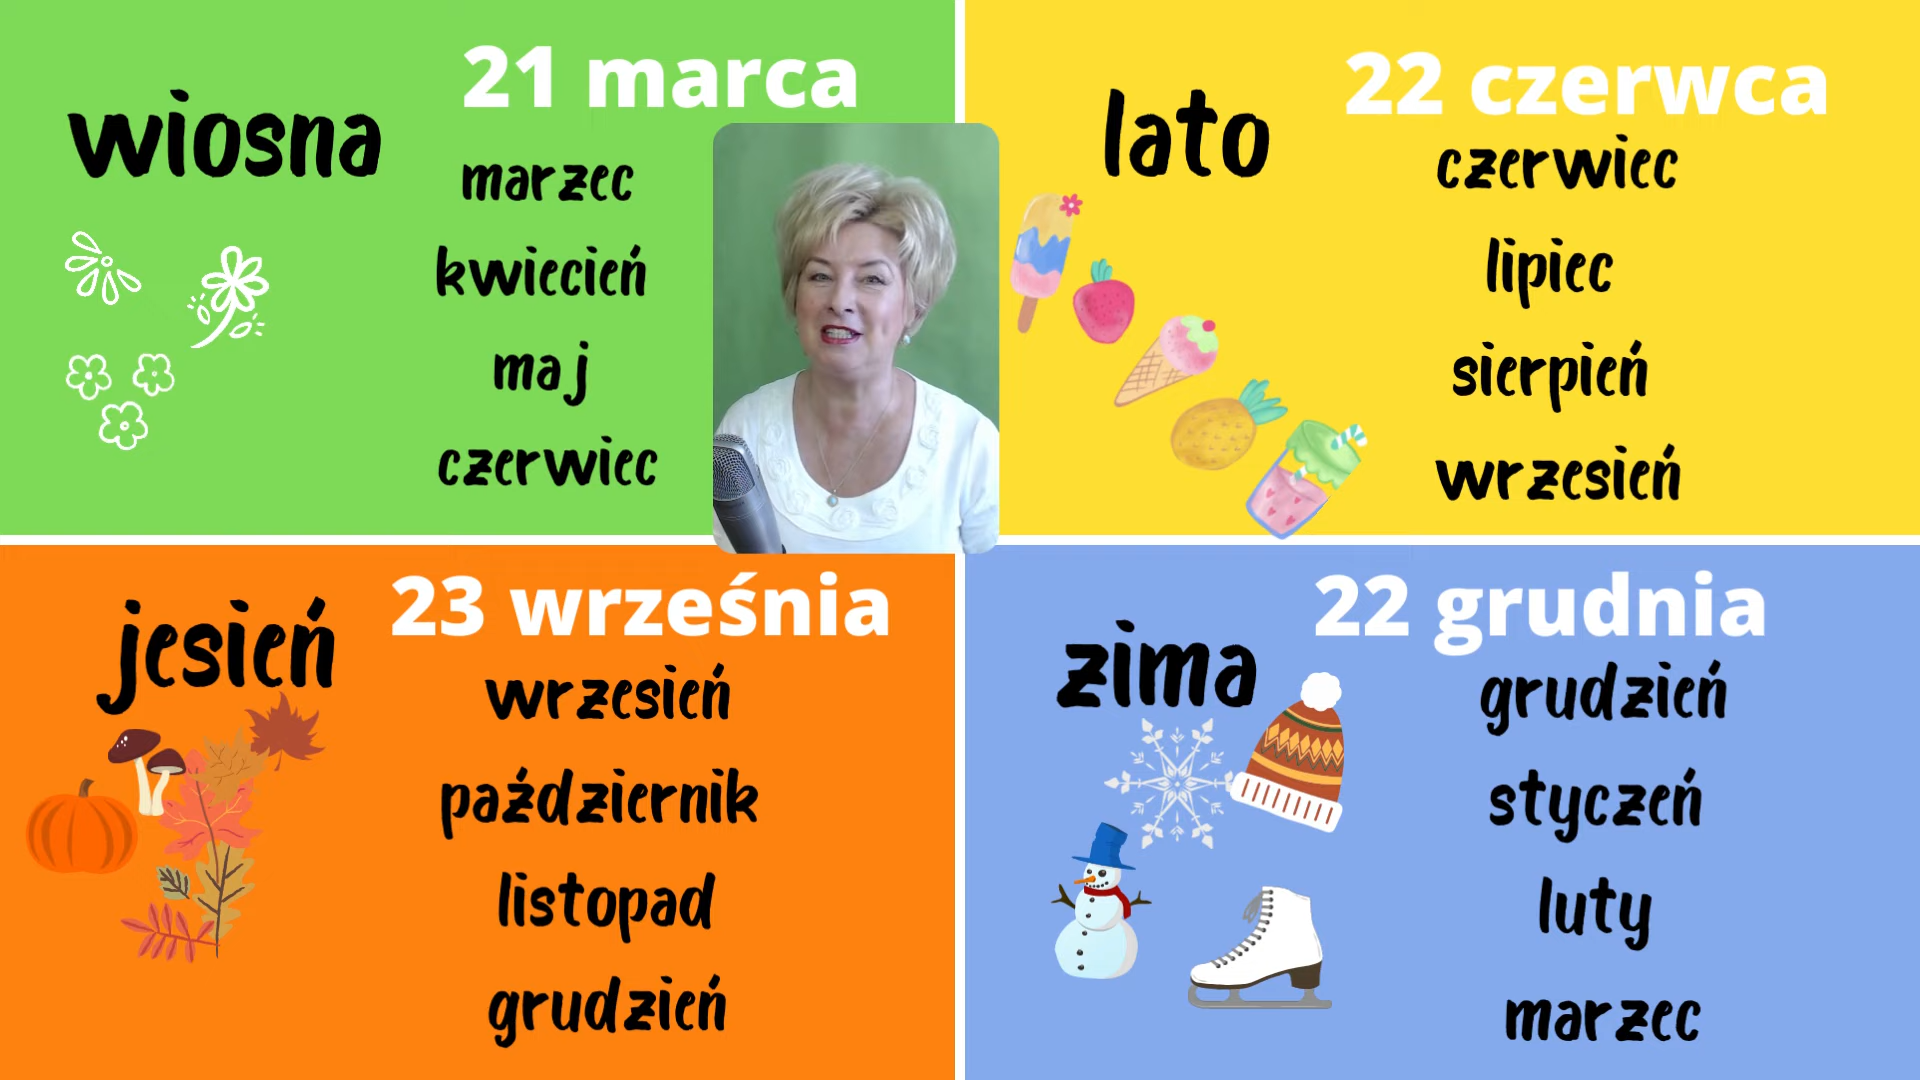 wiosna
21 marca
marzec
kwiecień
maj
czerwiec
lato
22 czerwca
czerwiec
lipiec
sierpień
wrzesień
jesień
23 września
wrzesień
październik
listopad
grudzień
zima
22 grudnia
grudzień
styczeń
luty
marzec